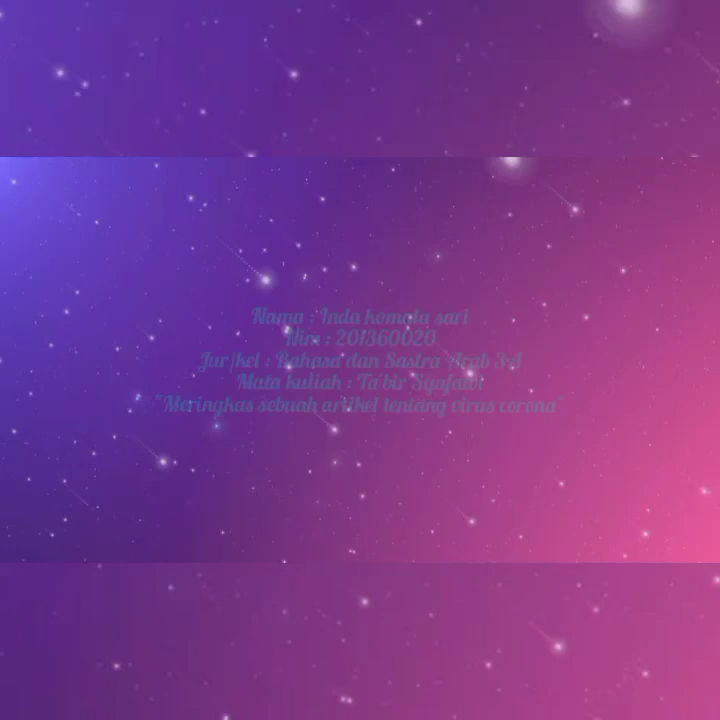 Nama : Inda komala sari
Nim : 201360020
Jur/kel : Bahasa dan Sastra Arab 3A
Mata kuliah : Ta'bir Syafawi
"Meringkas sebuah artikel tentang virus corona"